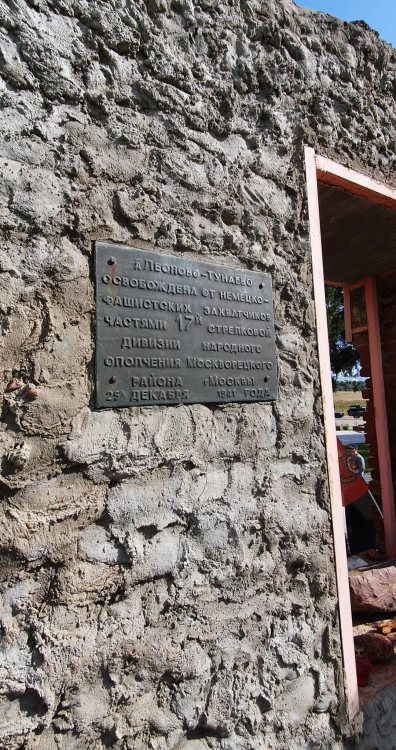 д Леоново-Тунаево
освобождена от немецко-
фашистских захватчиков
частями 17й стрелковой
дивизии народного
ополчения Москворецкого
района г Москвы
25 декабря 1941 года